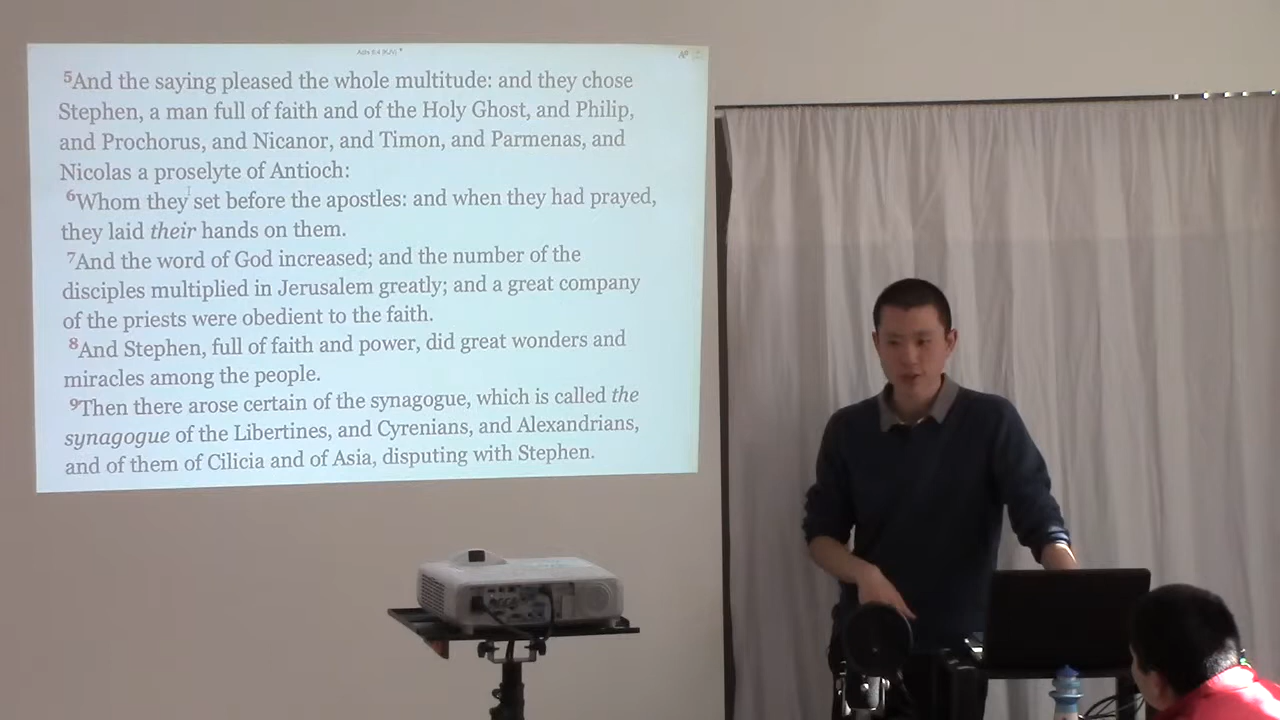 Acts 6:4 (KJV)
5And the saying pleased the whole multitude: and they chose
Stephen, a man full of faith and of the Holy Ghost, and Philip,
and Prochorus, and Nicanor, and Timon, and Parmenas, and
Nicolas a proselyte of Antioch:
6Whom they set before the apostles: and when they had prayed,
they laid their hands on them.
7And the word of God increased; and the number of the
disciples multiplied in Jerusalem greatly; and a great company
of the priests were obedient to the faith.
8And Stephen, full of faith and power, did great wonders and
miracles among the people.
9Then there arose certain of the synagogue, which is called the
synagogue of the Libertines, and Cyrenians, and Alexandrians,
and of them of Cilicia and of Asia, disputing with Stephen.